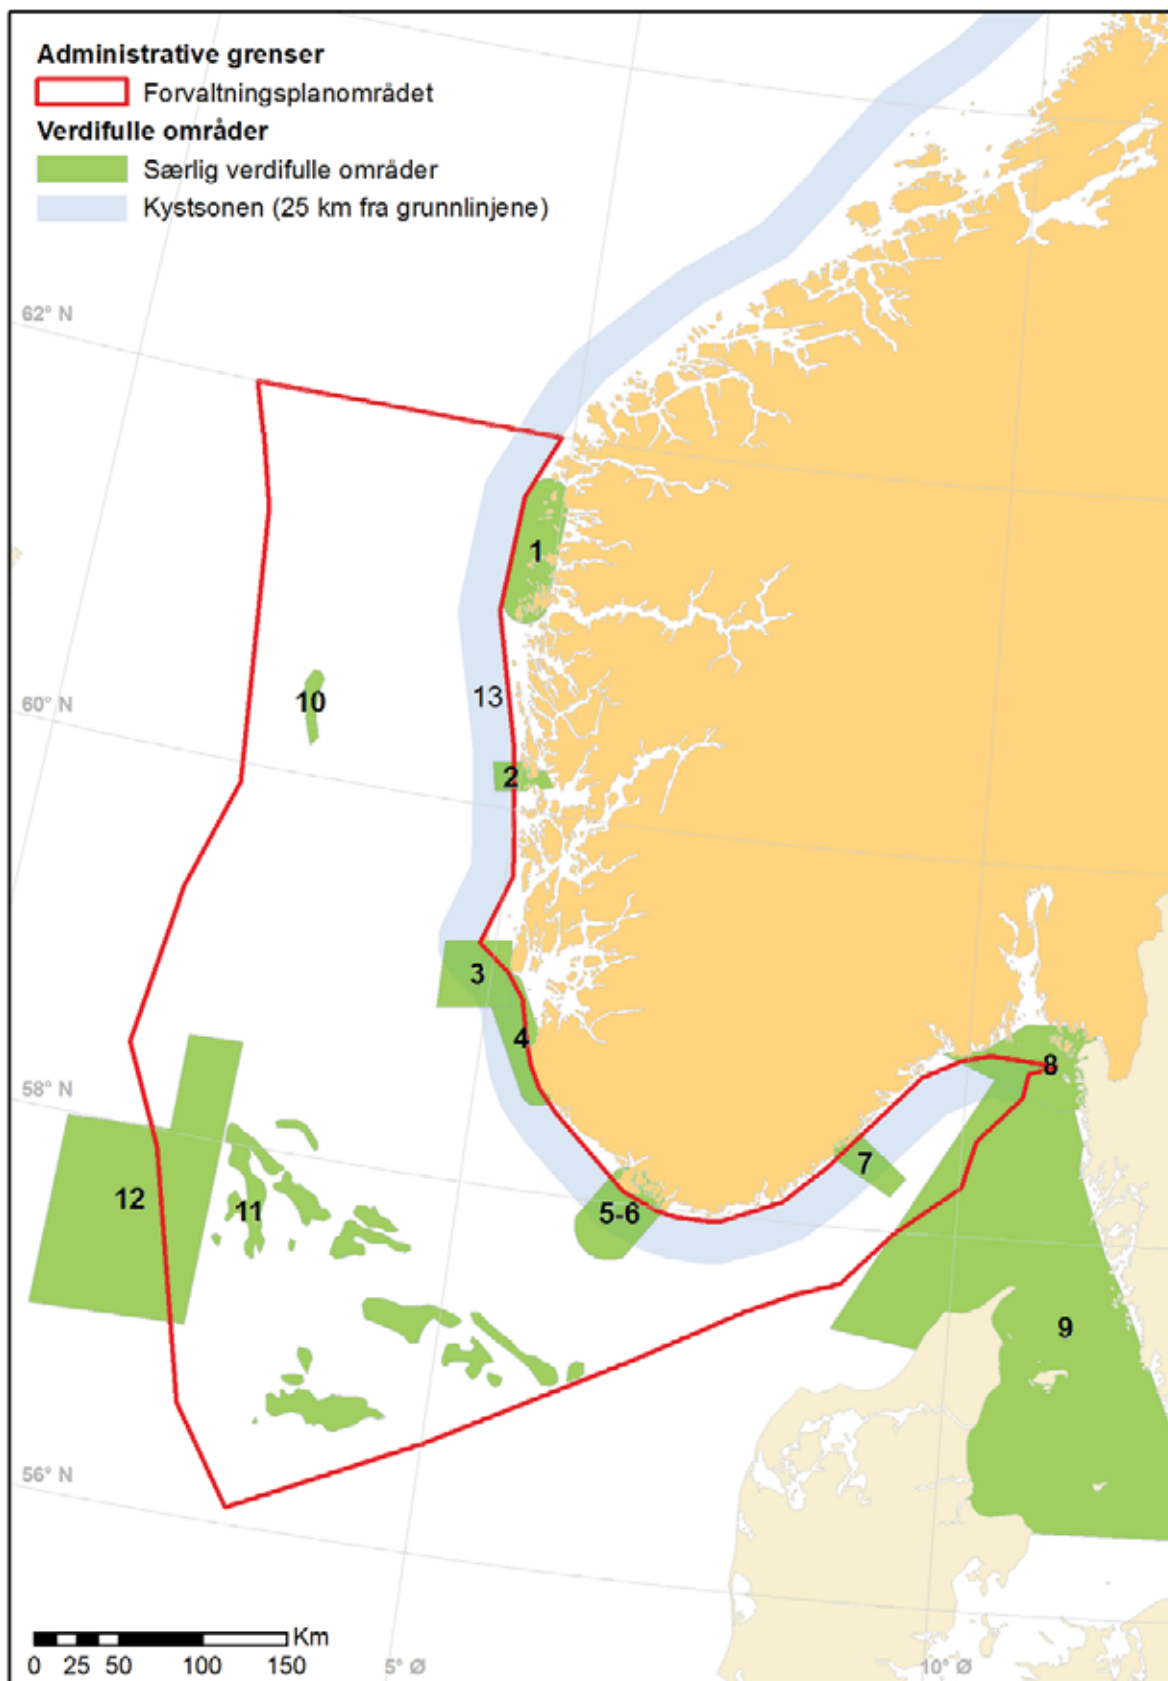 Administrative grenser
Forvaltningsplanområdet
Verdifulle områder
Særlig verdifulle områder
Kystsonen (25 km fra grunnlinjene)
62° N
1
60° N
10
13
2
3
4
58° N
8
7
12
11
5-6
9
56° N
Km
0 25 50 100 150
5° Ø
10° Ø